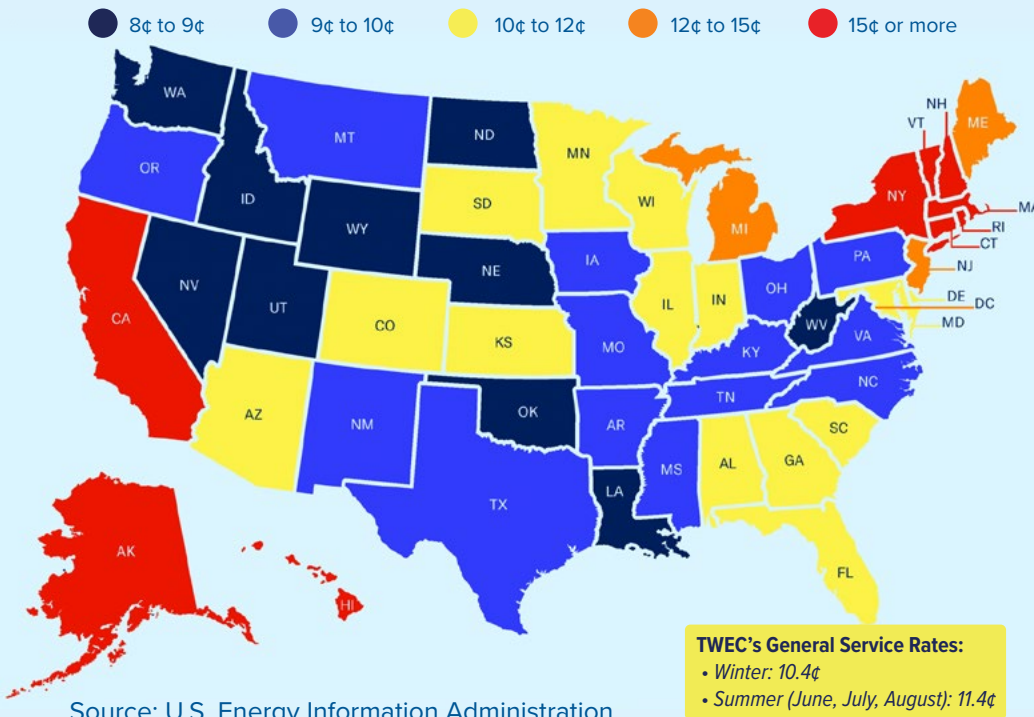 8¢ to 9¢
9¢ to 10¢
10¢ to 12¢
12¢ to 15¢
15¢ or more
WA
MT
ND
MN
OR
ID
WY
SD
WI
MI
NH
VT
ME
NY
MA
RI
CT
NJ
PA
DE
DC
MD
NV
UT
CO
NE
IA
IL
IN
OH
WV
VA
CA
KS
MO
KY
NC
AZ
NM
OK
AR
TN
SC
TX
LA
MS
AL
GA
FL
AK
HI
TWEC's General Service Rates:
• Winter: 10.4¢
• Summer (June, July, August): 11.4¢
Source: U.S. Energy Information Administration